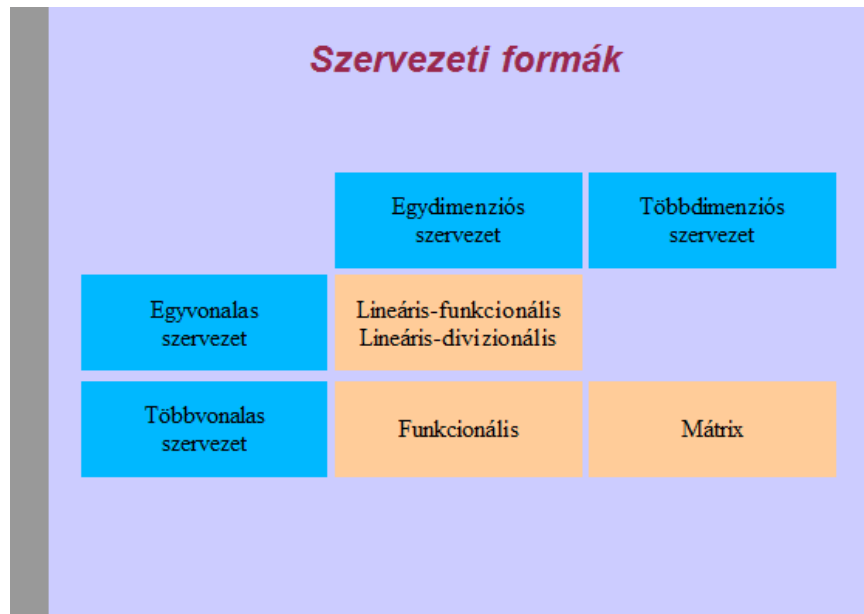 Szervezeti formák
Egydimenziós
szervezet
Többdimenziós
szervezet
Egyvonalas
szervezet
Lineáris-funkcionális
Lineáris-divizionális
Többvonalas
szervezet
Funkcionális
Mátrix